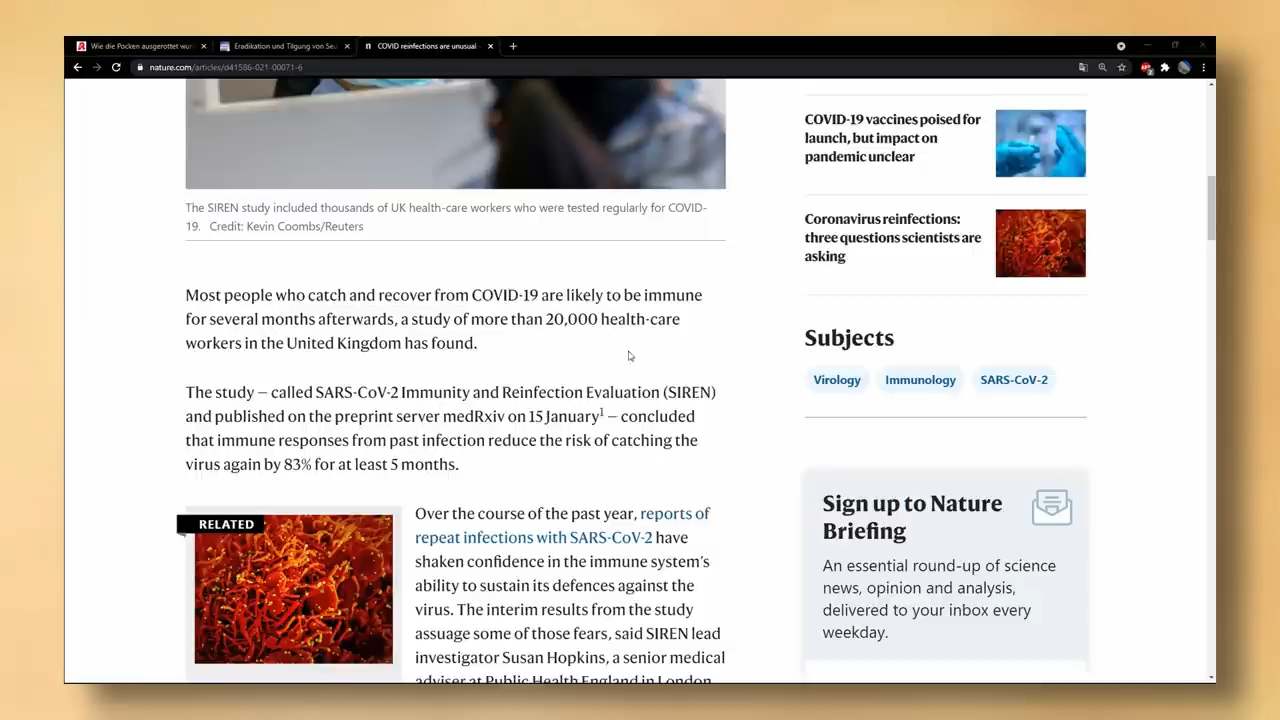 Wie die Pocken ausgerottet wur
Eradikation und Tilgung von Seu
COVID reinfections are unusual
nature.com/articles/d41586-021-00071-6
The SIREN study included thousands of UK health-care workers who were tested regularly for COVID-
19. Credit: Kevin Coombs/Reuters
Most people who catch and recover from COVID-19 are likely to be immune
for several months afterwards, a study of more than 20,000 health-care
workers in the United Kingdom has found.
The study — called SARS-CoV-2 Immunity and Reinfection Evaluation (SIREN)
and published on the preprint server medRxiv on 15 January1 — concluded
that immune responses from past infection reduce the risk of catching the
virus again by 83% for at least 5 months.
RELATED
Over the course of the past year, reports of
repeat infections with SARS-CoV-2 have
shaken confidence in the immune system's
ability to sustain its defences against the
virus. The interim results from the study
assuage some of those fears, said SIREN lead
investigator Susan Hopkins, a senior medical
adviser at Public Health England in London
COVID-19 vaccines poised for
launch, but impact on
pandemic unclear
Coronavirus reinfections:
three questions scientists are
asking
Subjects
Virology
Immunology
SARS-CoV-2
Sign up to Nature
Briefing
An essential round-up of science
news, opinion and analysis,
delivered to your inbox every
weekday.